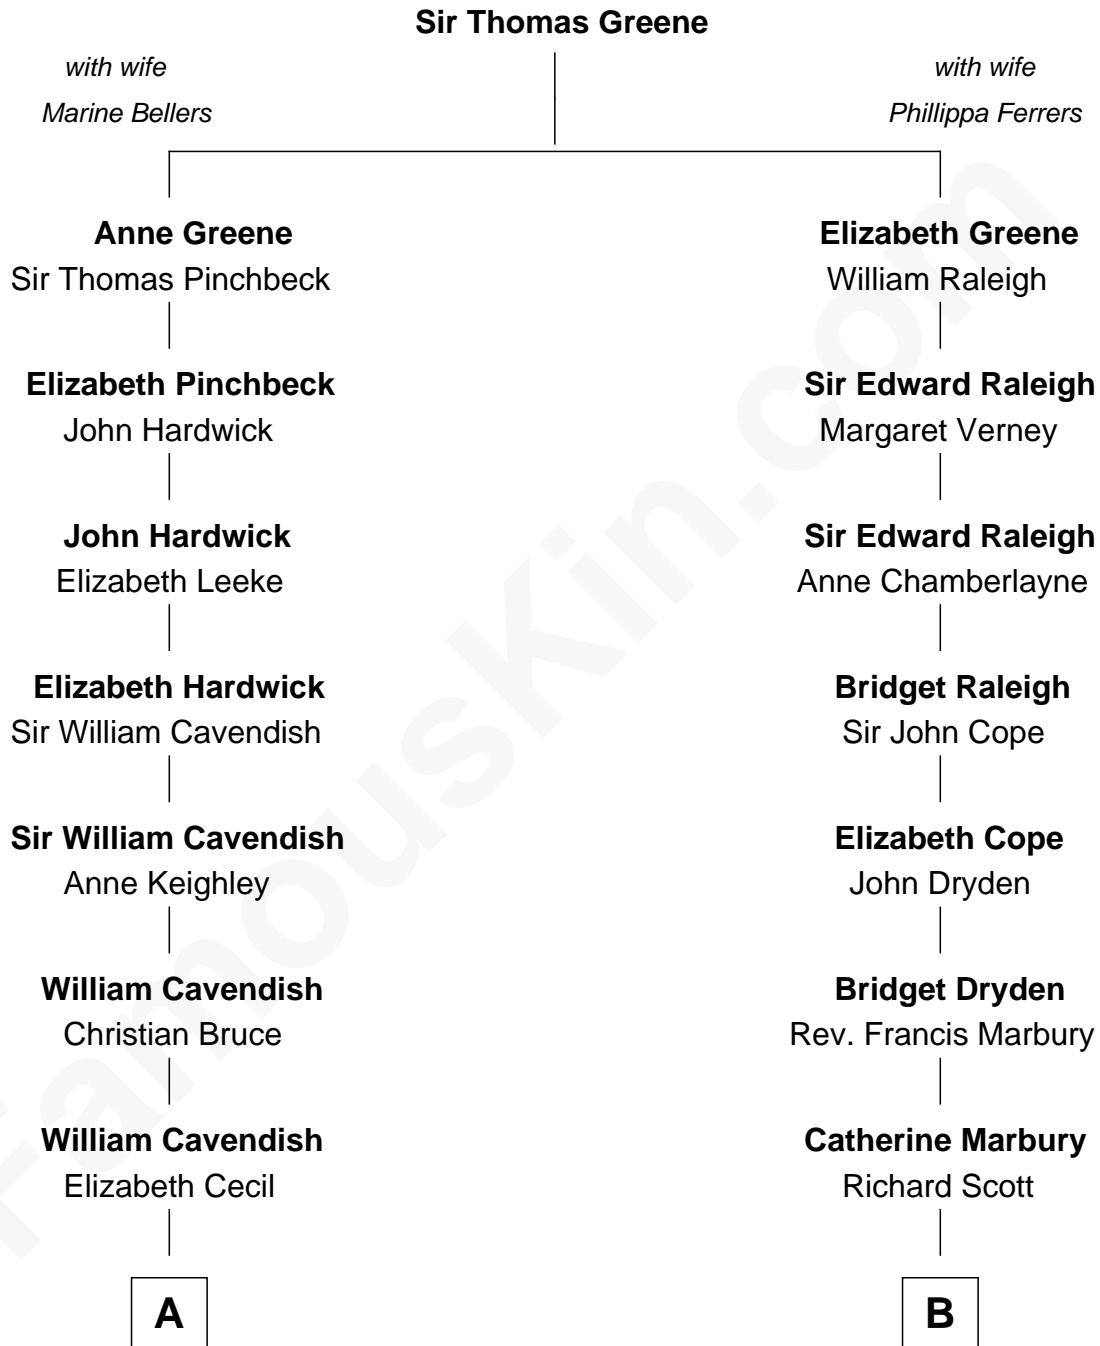 Sir Thomas Greene
with wife
Marine Bellers
with wife
Phillippa Ferrers
Anne Greene
Sir Thomas Pinchbeck
Elizabeth Greene
William Raleigh
Elizabeth Pinchbeck
John Hardwick
Sir Edward Raleigh
Margaret Verney
John Hardwick
Elizabeth Leeke
Sir Edward Raleigh
Anne Chamberlayne
Elizabeth Hardwick
Sir William Cavendish
Bridget Raleigh
Sir John Cope
Sir William Cavendish
Anne Keighley
Elizabeth Cope
John Dryden
William Cavendish
Christian Bruce
Bridget Dryden
Rev. Francis Marbury
William Cavendish
Elizabeth Cecil
Catherine Marbury
Richard Scott
A
B
FamousKin.com